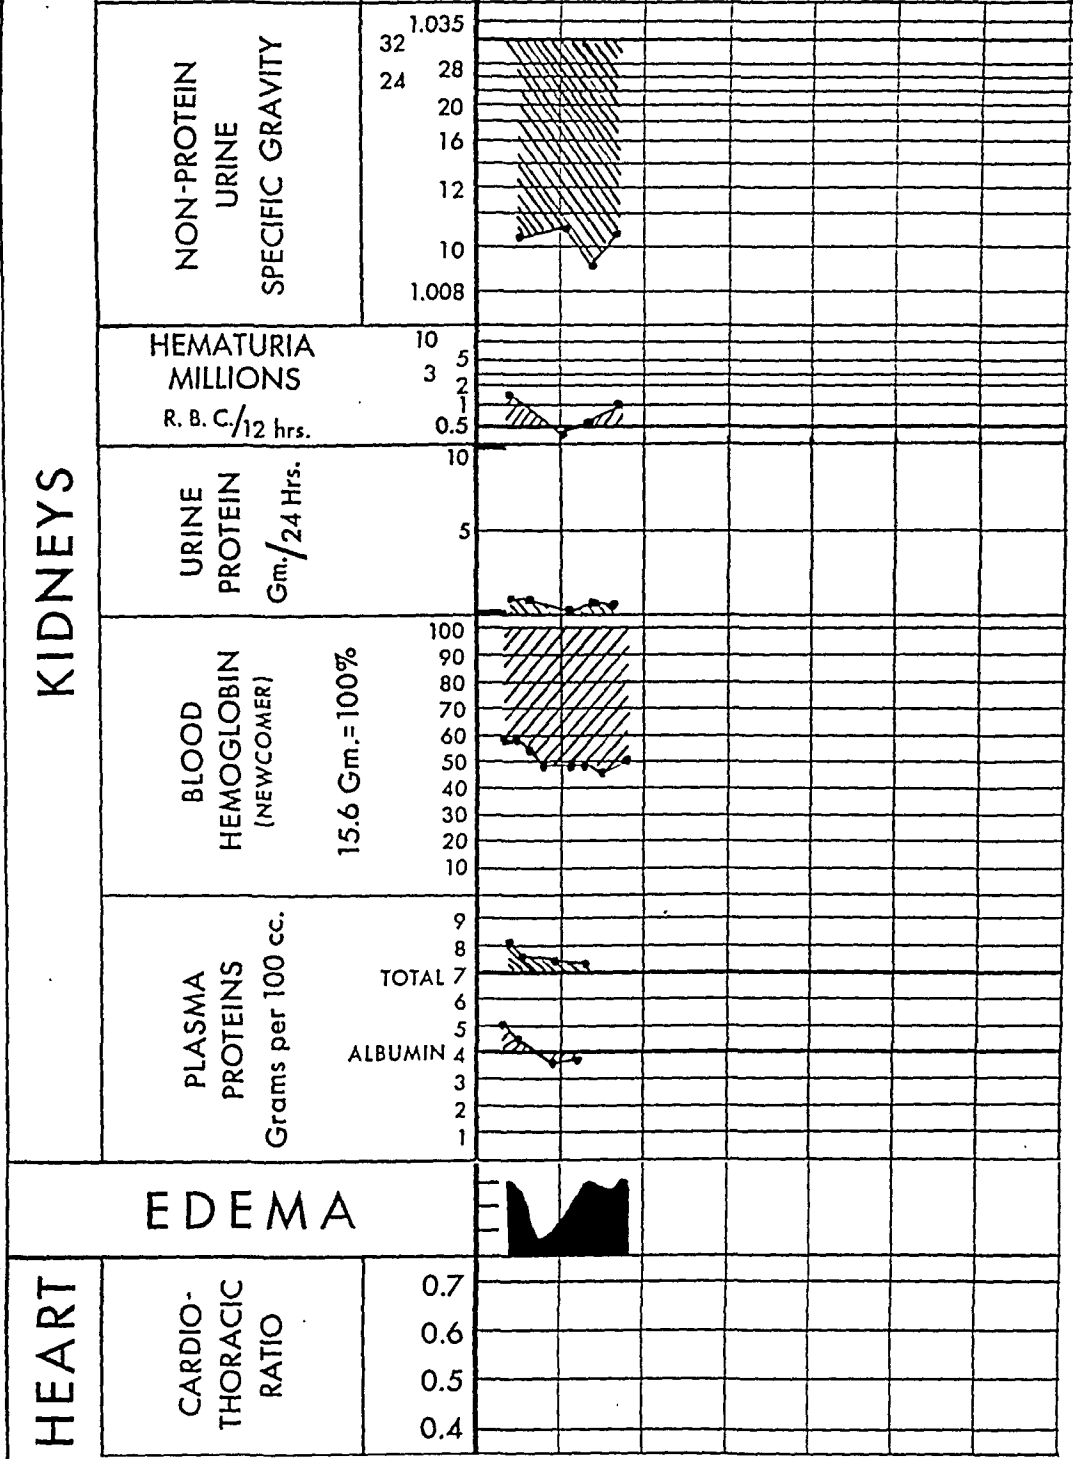 KIDNEYS
NON-PROTEIN
URINE
SPECIFIC GRAVITY
1.035
32
28
24
20
16
12
10
1.008
HEMATURIA
MILLIONS
R. B. C./12 hrs.
10
5
3
2
1
0.5
URINE
PROTEIN
Gm./24 Hrs.
10
5
BLOOD
HEMOGLOBIN
(NEWCOMER)
15.6 Gm.=100%
100
90
80
70
60
50
40
30
20
10
PLASMA
PROTEINS
Grams per 100 cc.
9
8
TOTAL 7
6
5
ALBUMIN 4
3
2
1
EDEMA
HEART
CARDIO-
THORACIC
RATIO
0.7
0.6
0.5
0.4